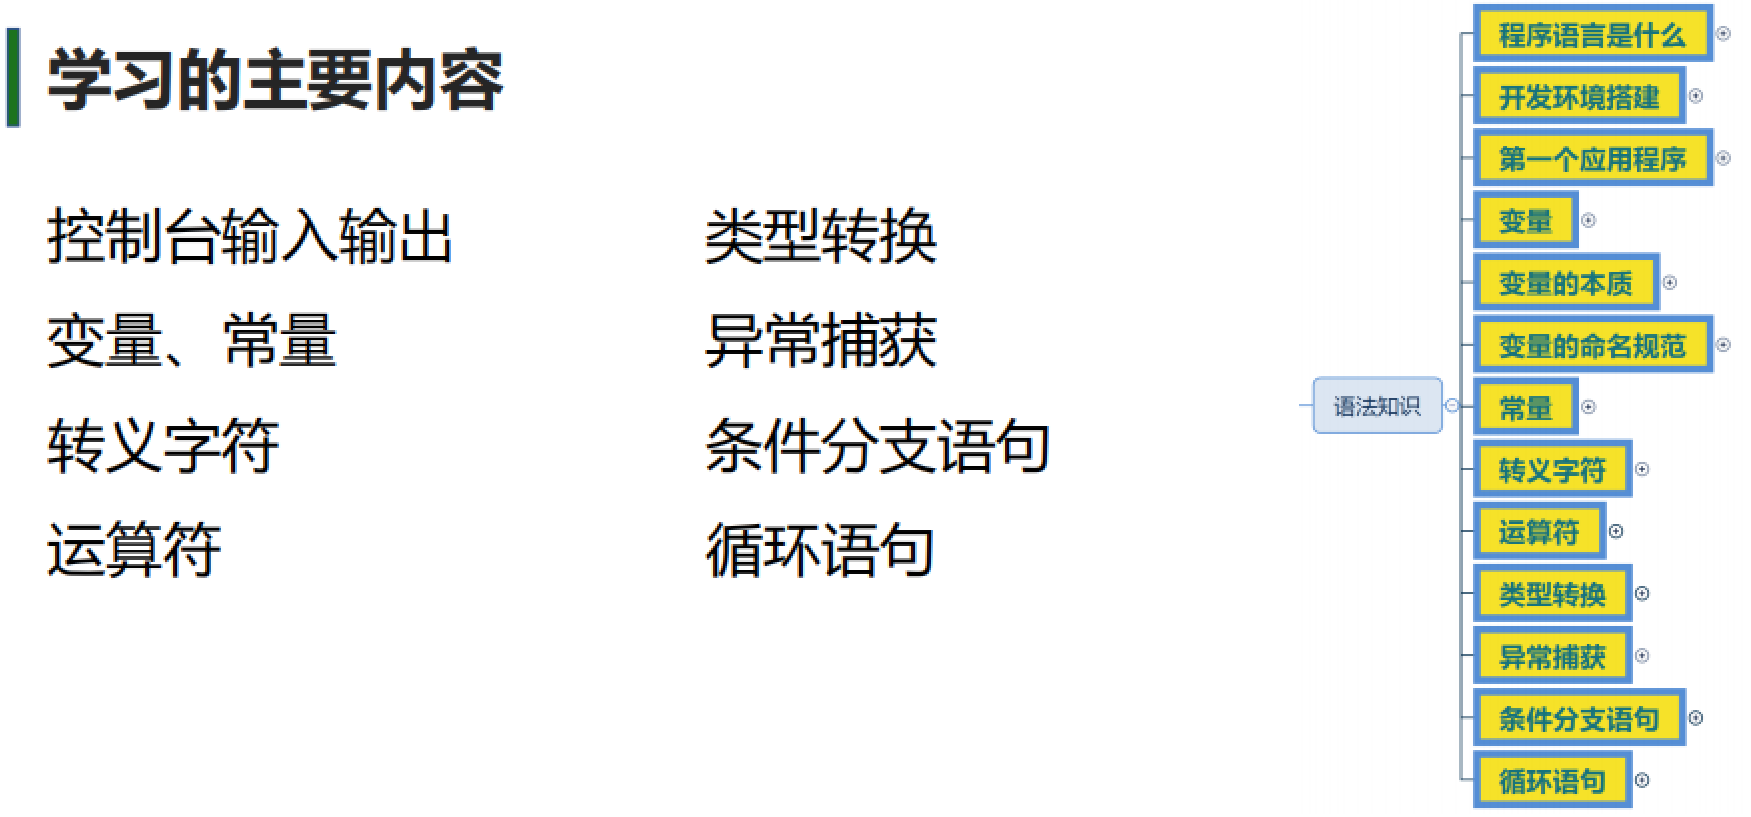 学习的主要内容
控制台输入输出
变量、常量
转义字符
运算符
类型转换
异常捕获
条件分支语句
循环语句
语法知识
程序语言是什么
开发环境搭建
第一个应用程序
变量
变量的本质
变量的命名规范
常量
转义字符
运算符
类型转换
异常捕获
条件分支语句
循环语句